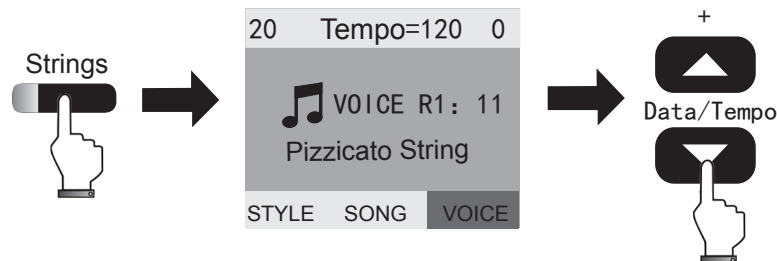 Strings
20 Tempo=120 0
VOICE R1: 11
Pizzicato String
STYLE SONG VOICE
+
Data/Tempo